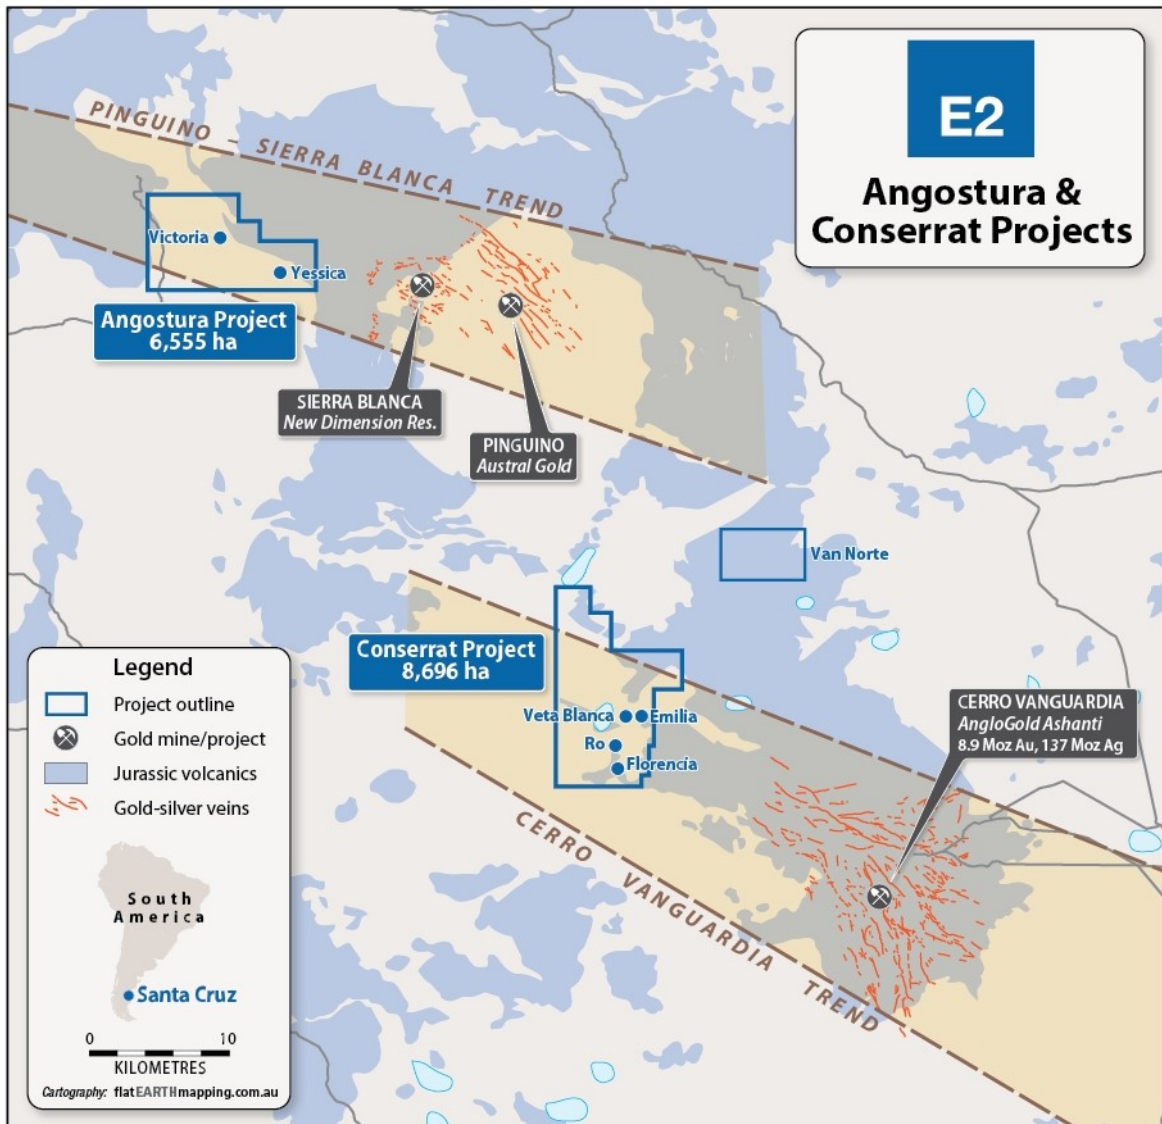 E2
Angostura &
Conserrat Projects
PINGUINO – SIERRA BLANCA TREND
Victoria
Yessica
Angostura Project
6,555 ha
SIERRA BLANCA
New Dimension Res.
PINGUINO
Austral Gold
Van Norte
Conserrat Project
8,696 ha
Veta Blanca
Emilia
Ro
Florencia
CERRO VANGUARDIA
AngloGold Ashanti
8.9 Moz Au, 137 Moz Ag
CERRO VANGUARDIA TREND
Legend
Project outline
Gold mine/project
Jurassic volcanics
Gold-silver veins
South
America
Santa Cruz
0 10
KILOMETRES
Cartography: flatEARTHmapping.com.au